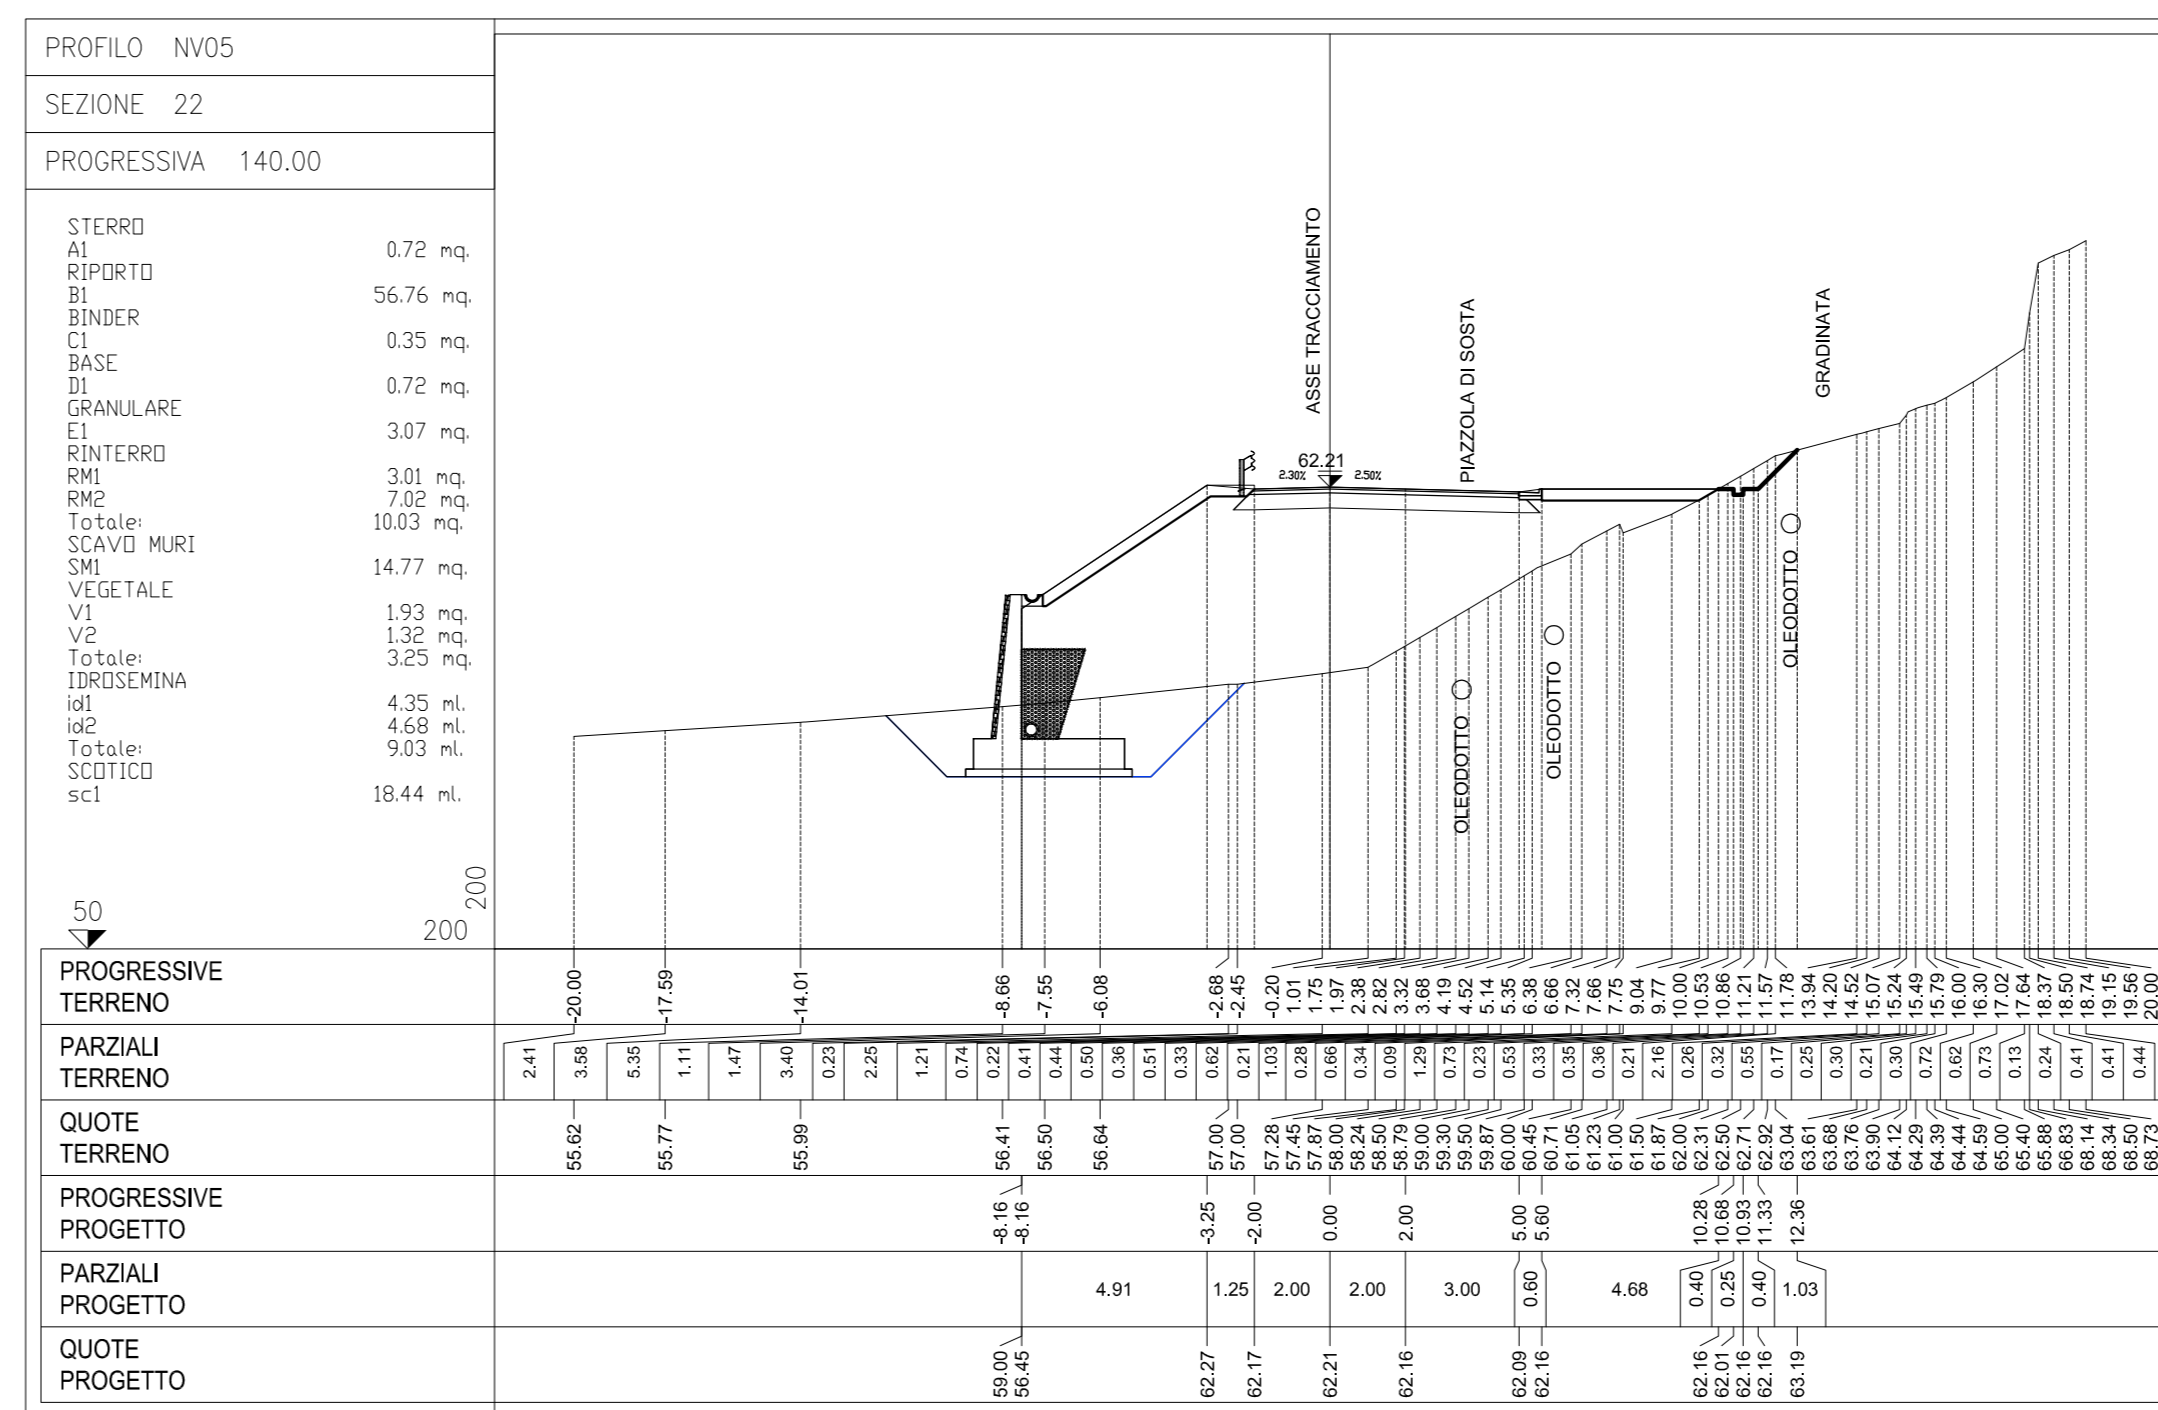 PROFILO NV05
SEZIONE 22
PROGRESSIVA 140.00
STERRO
A1 0.72 mq.
RIPORTO
B1 56.76 mq.
BINDER
C1 0.35 mq.
BASE
D1 0.72 mq.
GRANULARE
E1 3.07 mq.
RINTERRO
RM1 3.01 mq.
RM2 7.02 mq.
Totale: 10.03 mq.
SCAVO MURI
SM1 14.77 mq.
VEGETALE
V1 1.93 mq.
V2 1.32 mq.
Totale: 3.25 mq.
IDROSEMINA
id1 4.35 ml.
id2 4.68 ml.
Totale: 9.03 ml.
SCOTICO
sc1 18.44 ml.
200
50
200
ASSE TRACCIAMENTO
PIAZZOLA DI SOSTA
GRADINATA
62.21
2.30% 2.50%
OLEODOTTO
OLEODOTTO
OLEODOTTO
PROGRESSIVE
TERRENO
-20.00 -17.59 -14.01 -8.66 -7.55 -6.08 -2.68 -2.45 -0.20 1.01 1.75 1.97 2.38 2.82 3.32 3.68 4.19 4.52 5.14 5.35 6.38 6.66 7.32 7.66 7.75 9.04 9.77 10.00 10.53 10.86 11.21 11.57 11.78 13.94 14.20 14.52 15.07 15.24 15.49 15.79 16.00 16.30 17.02 17.64 18.37 18.50 18.74 19.15 19.56 20.00
PARZIALI
TERRENO
2.41 3.58 5.35 1.11 1.47 3.40 0.23 2.25 1.21 0.74 0.22 0.41 0.44 0.50 0.36 0.51 0.33 0.62 0.21 1.03 0.28 0.66 0.34 0.09 1.29 0.73 0.23 0.53 0.33 0.35 0.36 0.21 2.16 0.26 0.32 0.55 0.17 0.25 0.30 0.21 0.30 0.72 0.62 0.73 0.13 0.24 0.41 0.41 0.44
QUOTE
TERRENO
55.62 55.77 55.99 56.41 56.50 56.64 57.00 57.00 57.28 57.45 57.87 58.00 58.24 58.50 58.79 59.00 59.30 59.50 59.87 60.00 60.45 60.71 61.05 61.23 61.00 61.50 61.87 62.00 62.31 62.50 62.71 62.92 63.04 63.61 63.68 63.76 63.90 64.12 64.29 64.39 64.44 64.59 65.00 65.40 65.88 66.83 68.14 68.34 68.50 68.73
PROGRESSIVE
PROGETTO
-8.16 -8.16 -3.25 -2.00 0.00 2.00 5.00 5.60 10.28 10.68 10.93 11.33 12.36
PARZIALI
PROGETTO
4.91 1.25 2.00 2.00 3.00 0.60 4.68 0.40 0.25 0.40 1.03
QUOTE
PROGETTO
59.00 56.45 62.27 62.17 62.21 62.16 62.09 62.16 62.16 62.01 62.16 62.16 63.19